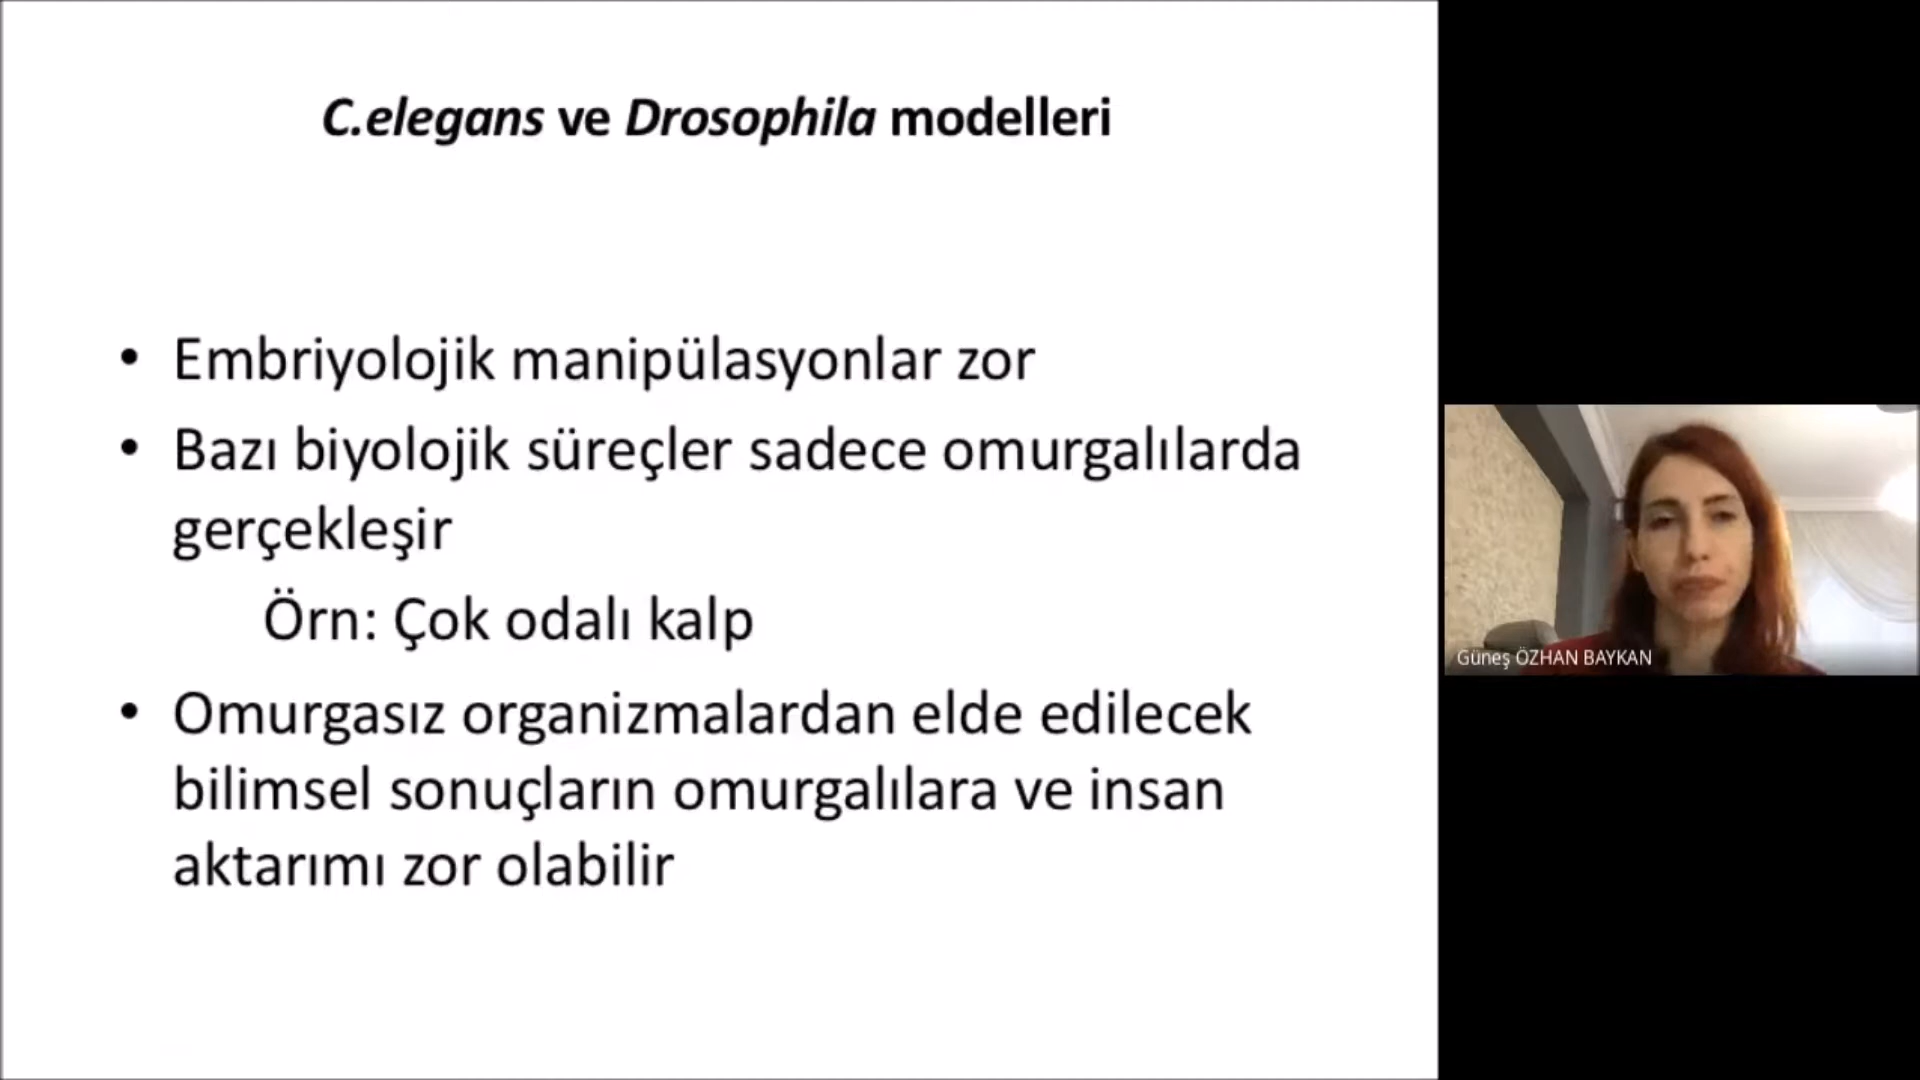 C.elegans ve Drosophila modelleri
• Embriyolojik manipülasyonlar zor
• Bazı biyolojik süreçler sadece omurgalılarda
gerçekleşir
Örn: Çok odalı kalp
• Omurgasız organizmalardan elde edilecek
bilimsel sonuçların omurgalılara ve insan
aktarımı zor olabilir
Güneş ÖZHAN BAYKAN